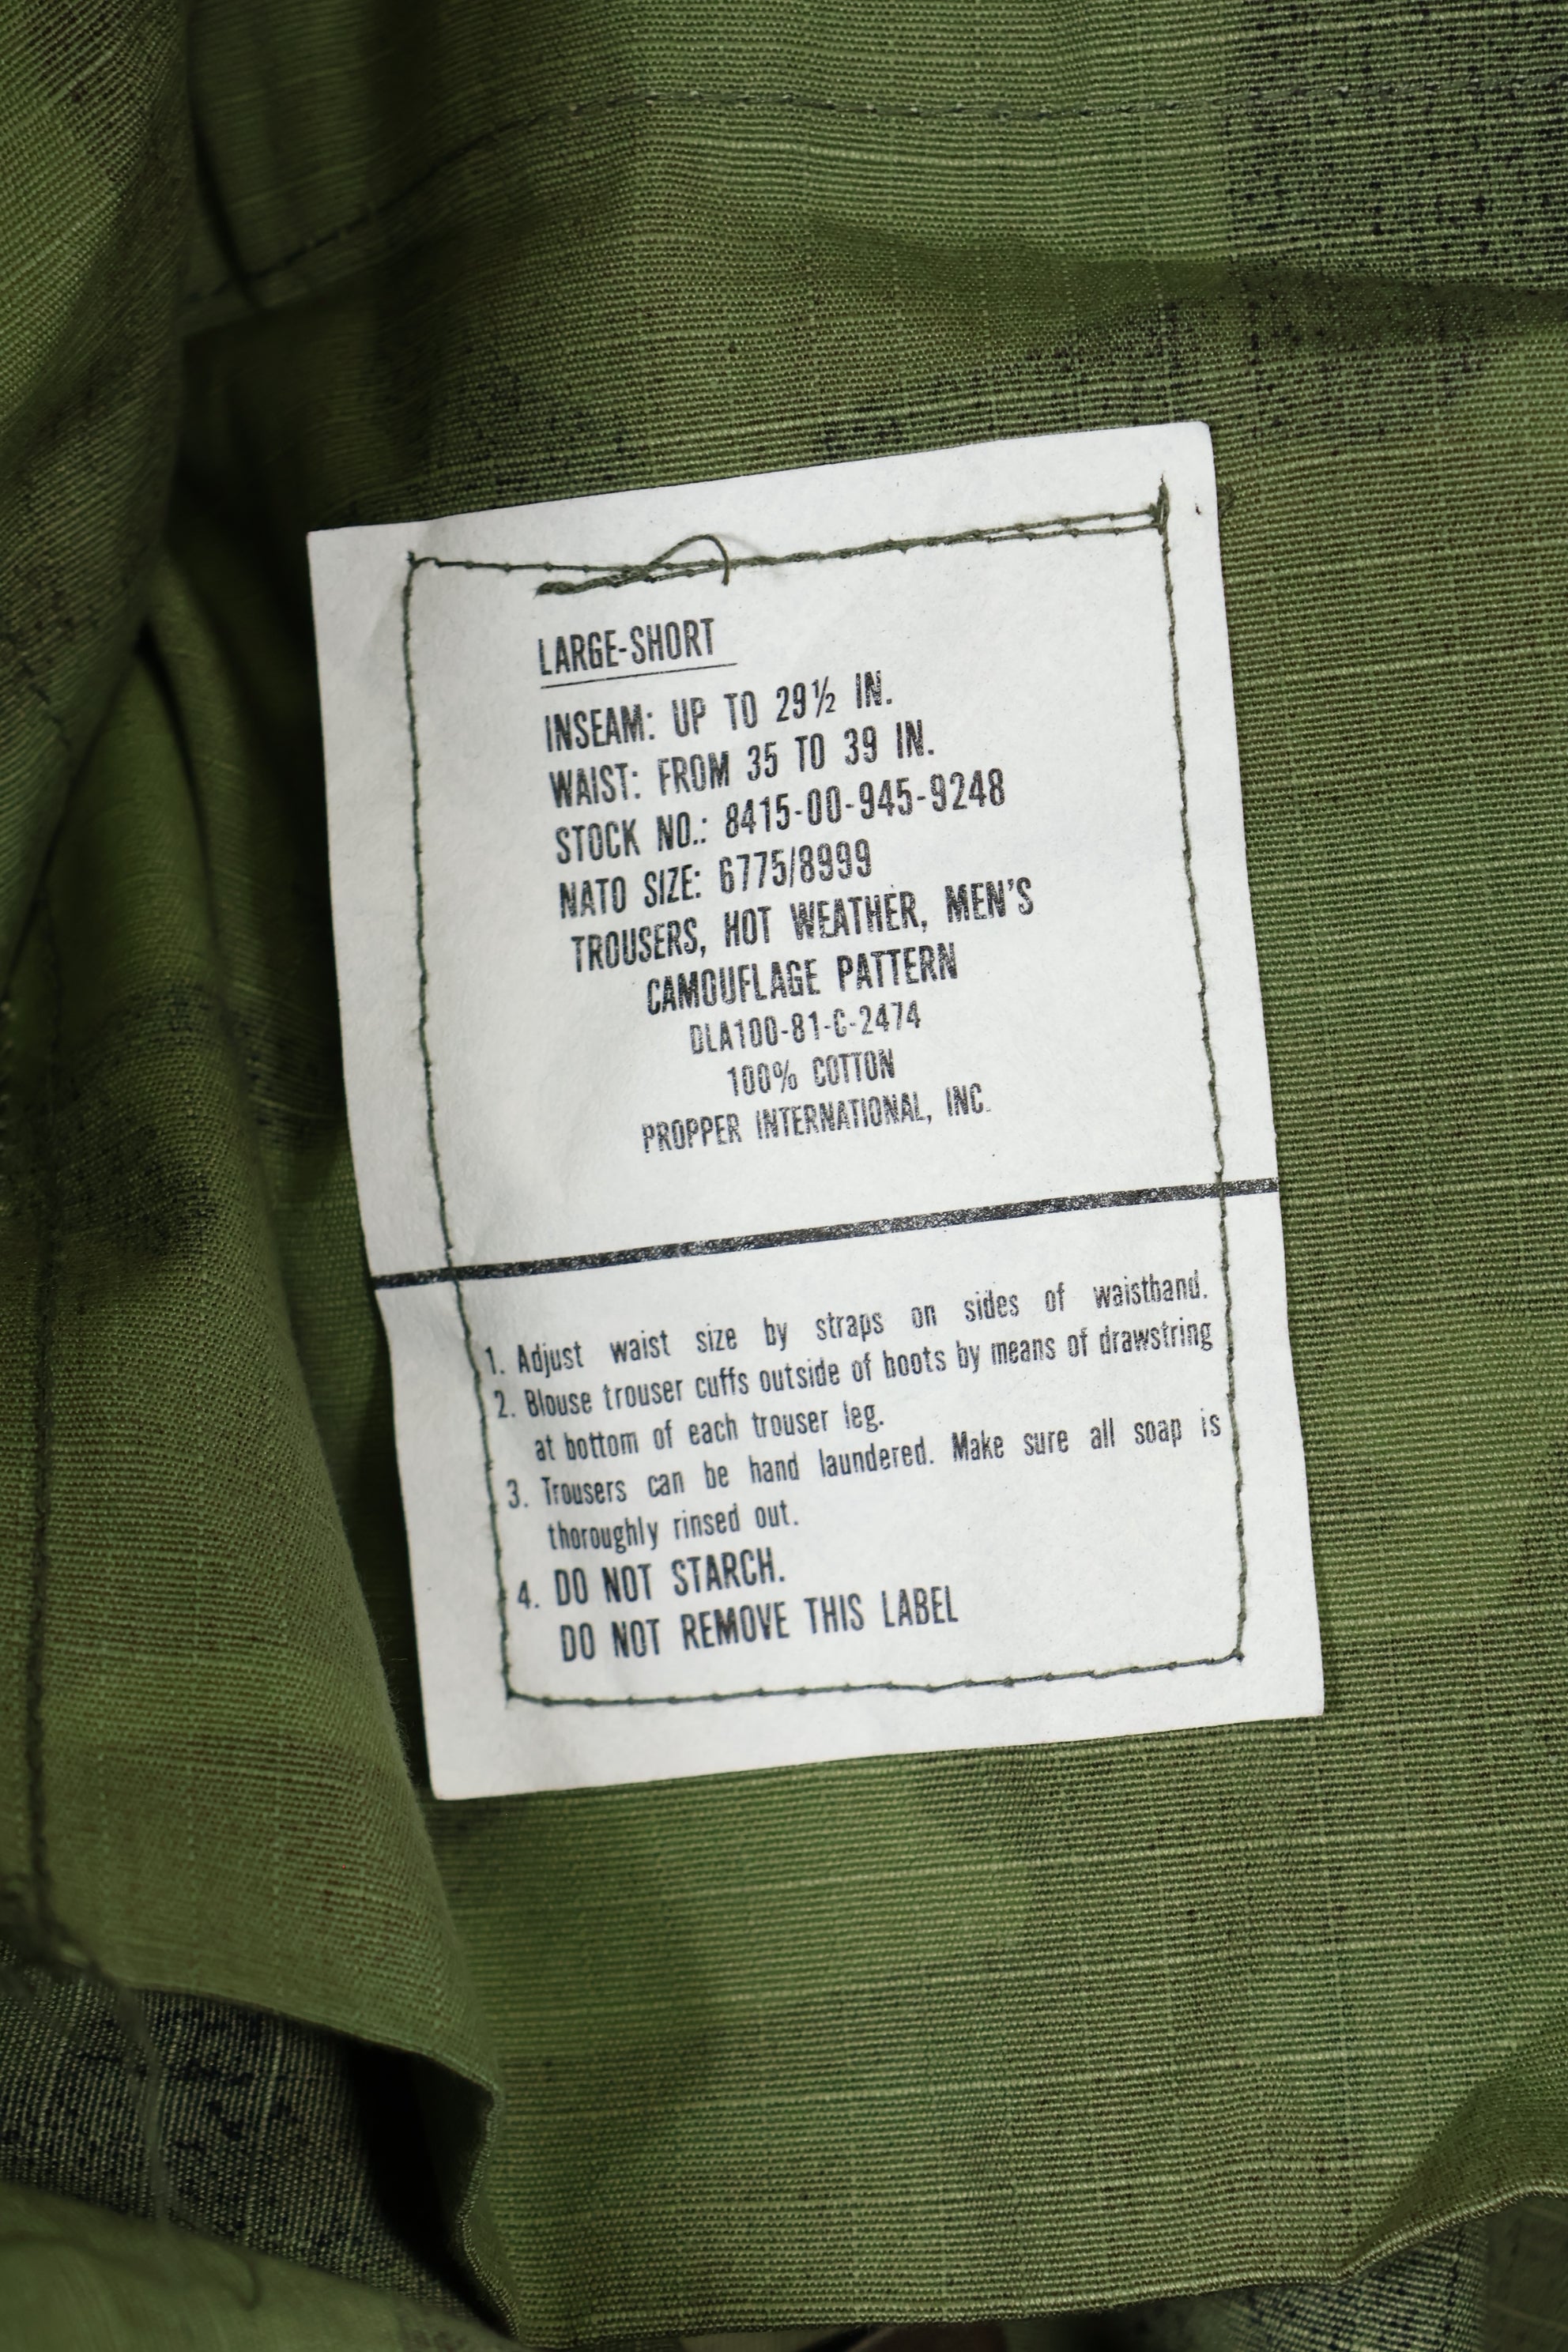 LARGE-SHORT
INSEAM: UP TO 29½ IN.
WAIST: FROM 35 TO 39 IN.
STOCK NO.: 8415-00-945-9248
NATO SIZE: 6775/8999
TROUSERS, HOT WEATHER, MEN'S
CAMOUFLAGE PATTERN
DLA100-81-C-2474
100% COTTON
PROPPER INTERNATIONAL, INC.
1. Adjust waist size by straps on sides of waistband.
2. Blouse trouser cuffs outside of boots by means of drawstring
at bottom of each trouser leg.
3. Trousers can be hand laundered. Make sure all soap is
thoroughly rinsed out.
4. DO NOT STARCH.
DO NOT REMOVE THIS LABEL